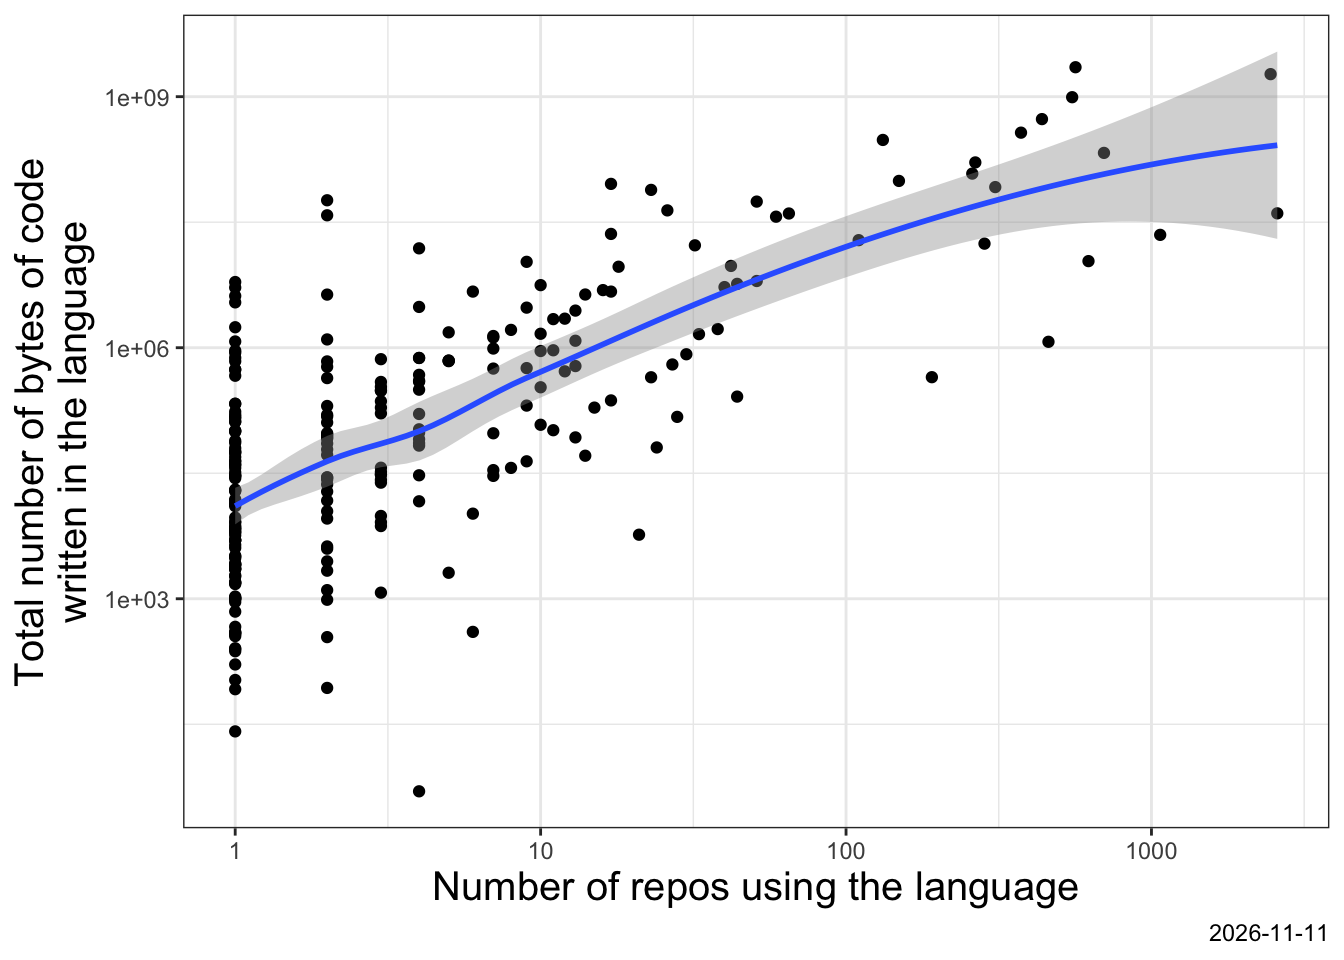 Total number of bytes of code
written in the language
1e+09
1e+06
1e+03
1
10
100
1000
Number of repos using the language
2026-11-11